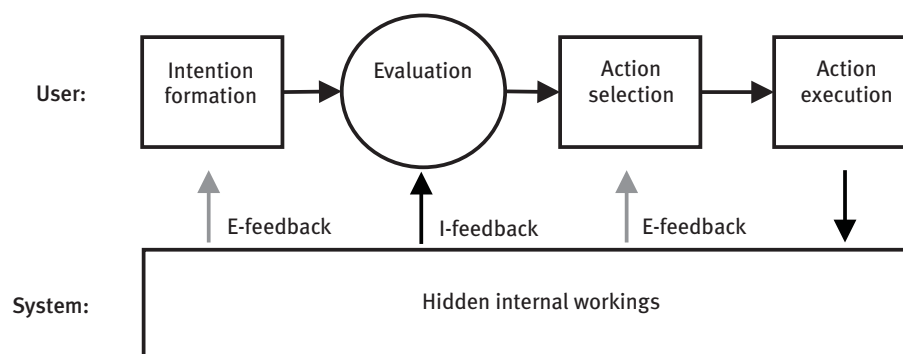 User:
Intention
formation
Evaluation
Action
selection
Action
execution
E-feedback
I-feedback
E-feedback
System:
Hidden internal workings